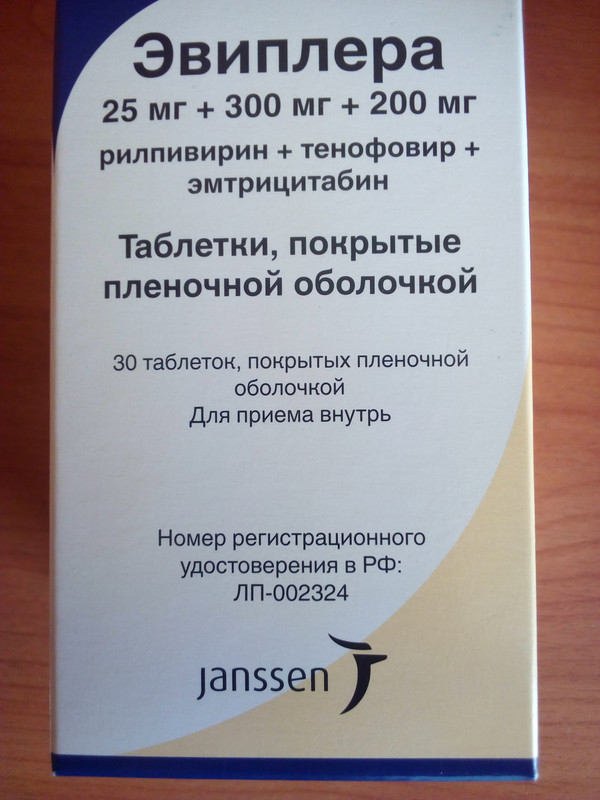 Эвиплера
25 мг + 300 мг + 200 мг
рилпивирин + тенофовир +
эмтрицитабин
Таблетки, покрытые
пленочной оболочкой
30 таблеток, покрытых пленочной
оболочкой
Для приема внутрь
Номер регистрационного
удостоверения в РФ:
ЛП-002324
janssen